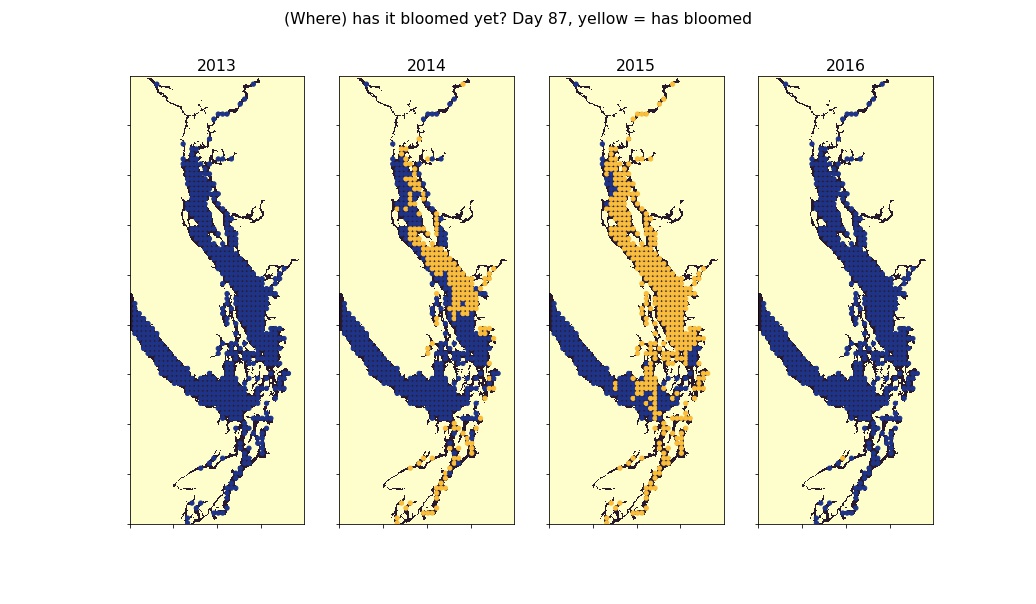 (Where) has it bloomed yet? Day 87, yellow = has bloomed
2013
2014
2015
2016